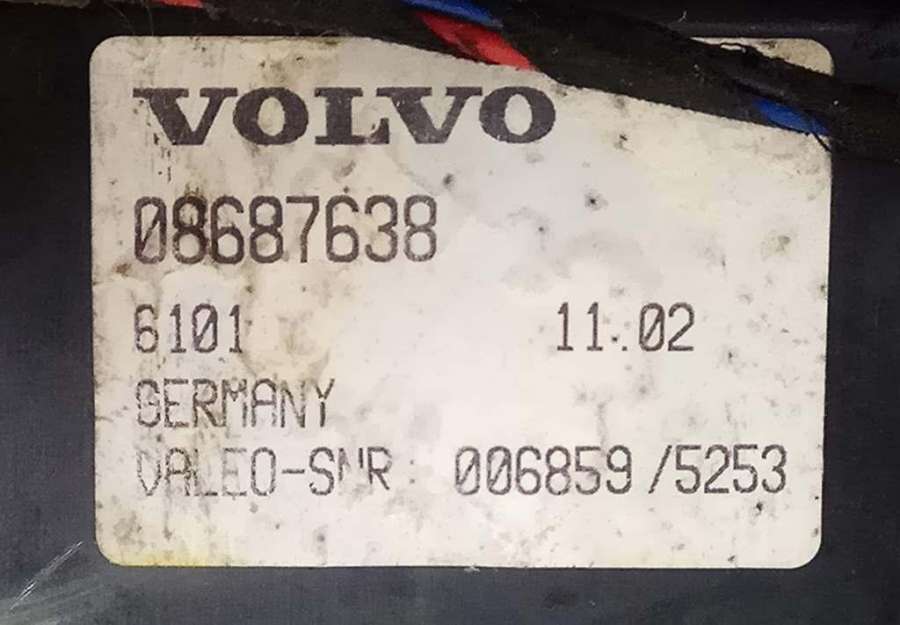 VOLVO
08687638
6101 11.02
GERMANY
VALEO-SNR 006859/5253